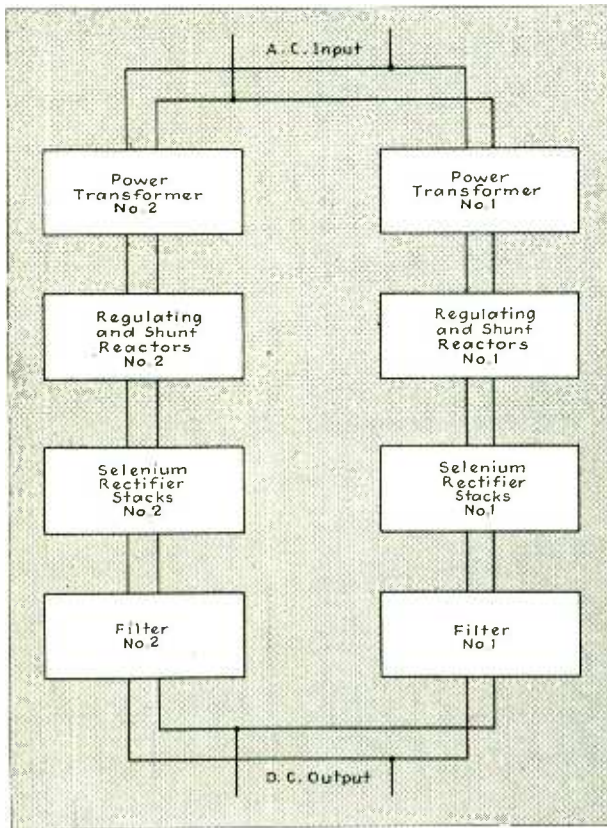 A.C. Input
Power
Transformer
No.2
Power
Transformer
No.1
Regulating
and Shunt
Reactors
No.2
Regulating
and Shunt
Reactors
No.1
Selenium
Rectifier
Stacks
No.2
Selenium
Rectifier
Stacks
No.1
Filter
No.2
Filter
No.1
D.C. Output